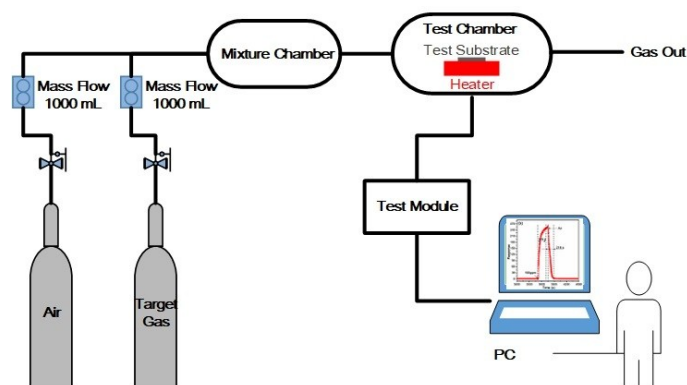 Mixture Chamber
Test Chamber
Test Substrate
Heater
Gas Out
Mass Flow
1000 mL
Mass Flow
1000 mL
Test Module
Air
Target
Gas
PC